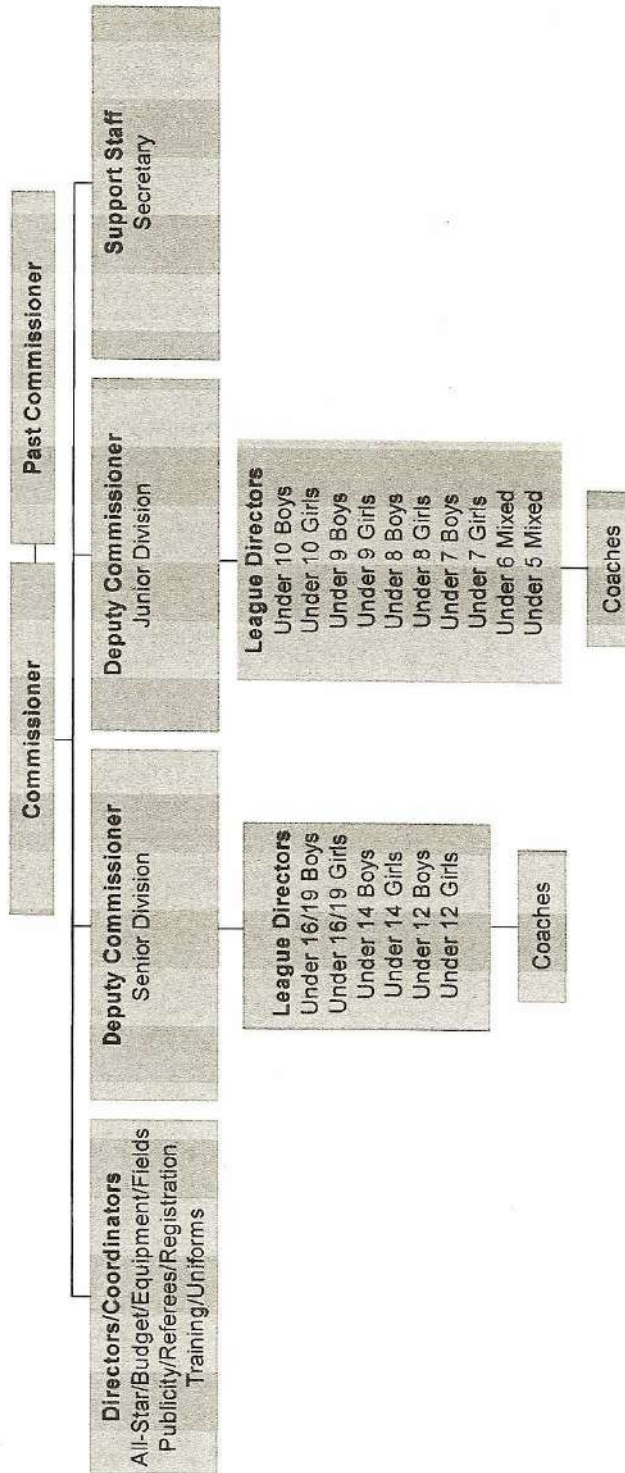 Commissioner
Past Commissioner
Directors/Coordinators
All-Star/Budget/Equipment/Fields
Publicity/Referees/Registration
Training/Uniforms
Deputy Commissioner
Senior Division
Deputy Commissioner
Junior Division
Support Staff
Secretary
League Directors
Under 16/19 Boys
Under 16/19 Girls
Under 14 Boys
Under 14 Girls
Under 12 Boys
Under 12 Girls
League Directors
Under 10 Boys
Under 10 Girls
Under 9 Boys
Under 9 Girls
Under 8 Boys
Under 8 Girls
Under 7 Boys
Under 7 Girls
Under 6 Mixed
Under 5 Mixed
Coaches
Coaches